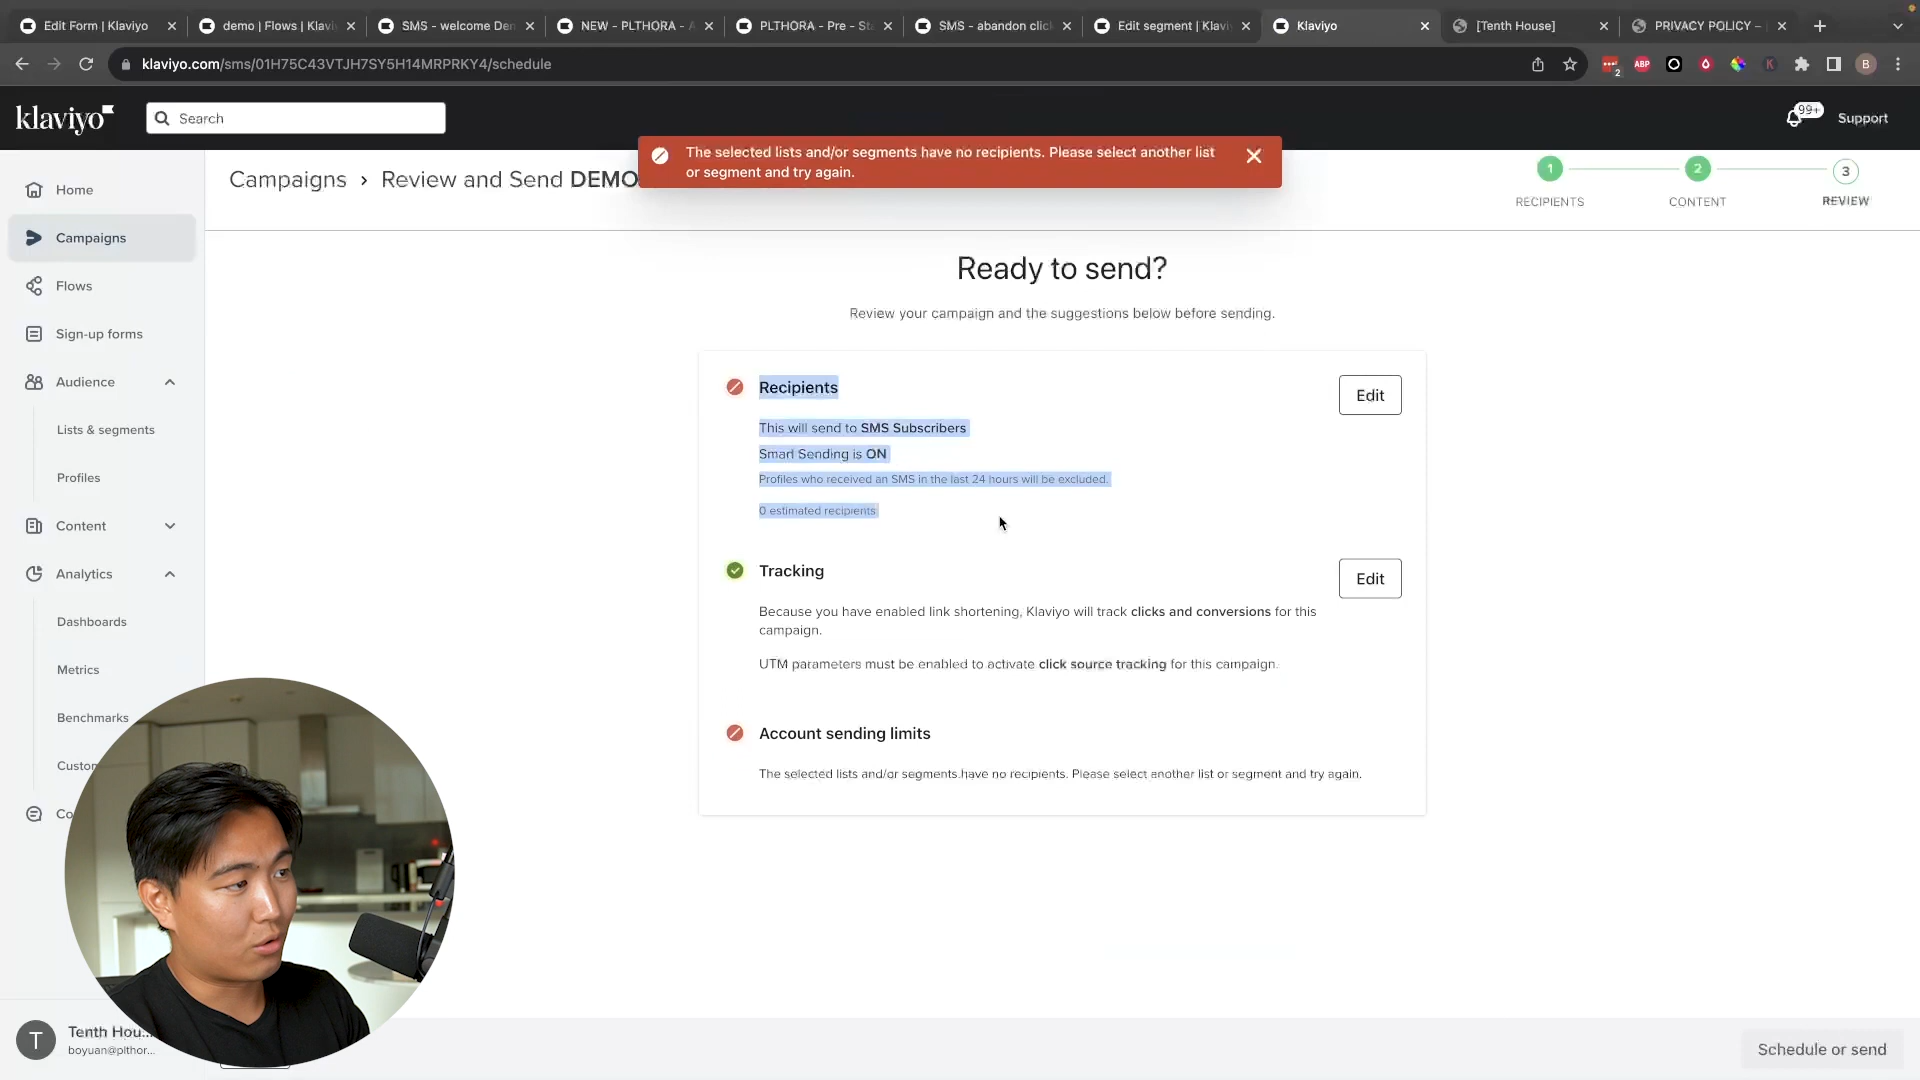 Edit Form | Klaviyo
demo | Flows | Klavi
SMS - welcome Den
NEW - PLTHORA - A
PLTHORA - Pre - Sta
SMS - abandon click
Edit segment | Klavi
Klaviyo
[Tenth House]
PRIVACY POLICY –
klaviyo.com/sms/01H75C43VTJH7SY5H14MRPRKY4/schedule
2
ABP
K
B
klaviyo
Search
99+
Support
The selected lists and/or segments have no recipients. Please select another list
or segment and try again.
Campaigns › Review and Send DEMO
1
2
3
RECIPIENTS
CONTENT
REVIEW
Home
Campaigns
Flows
Sign-up forms
Audience
Lists & segments
Profiles
Content
Analytics
Dashboards
Metrics
Benchmarks
Custom
Co
T
Tenth Hou...
boyuan@plthor...
Ready to send?
Review your campaign and the suggestions below before sending.
Recipients
Edit
This will send to SMS Subscribers
Smart Sending is ON
Profiles who received an SMS in the last 24 hours will be excluded.
0 estimated recipients
Tracking
Edit
Because you have enabled link shortening, Klaviyo will track clicks and conversions for this
campaign.
UTM parameters must be enabled to activate click source tracking for this campaign.
Account sending limits
The selected lists and/or segments have no recipients. Please select another list or segment and try again.
Schedule or send